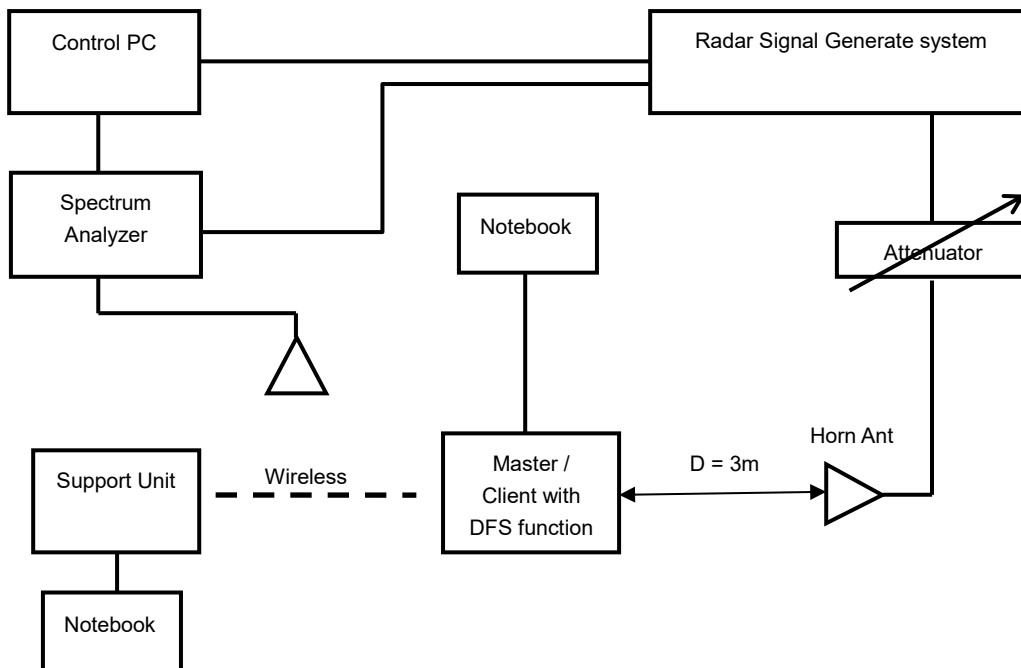 Control PC
Radar Signal Generate system
Spectrum
Analyzer
Notebook
Attenuator
Horn Ant
Support Unit
Wireless
Master /
Client with
DFS function
D = 3m
Notebook